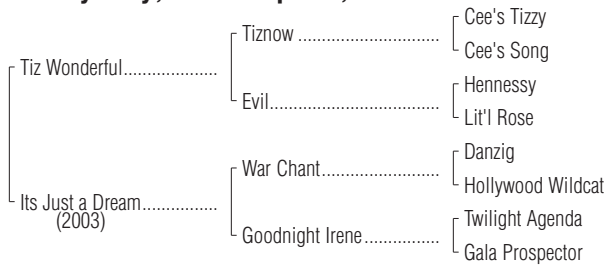 Cee's Tizzy
Tiznow
Cee's Song
Tiz Wonderful
Hennessy
Evil
Lit'l Rose
Danzig
War Chant
Hollywood Wildcat
Its Just a Dream
(2003)
Twilight Agenda
Goodnight Irene
Gala Prospector